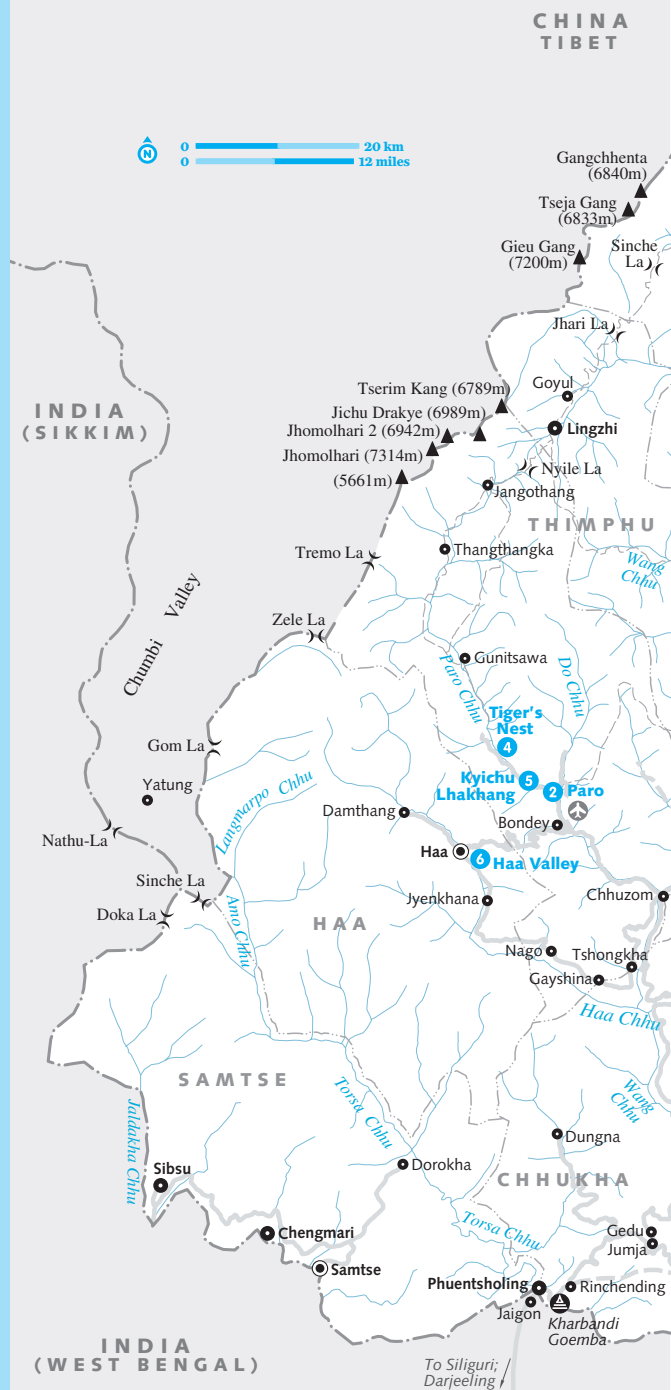 CHINA
TIBET
N
0 20 km
0 12 miles
Gangchhenta
(6840m)
Tseja Gang
(6833m)
Gieu Gang
(7200m)
Sinche
La
Jhari La
Tserim Kang (6789m)
Goyul
Jichu Drakye (6989m)
INDIA
(SIKKIM)
Jhomolhari 2 (6942m)
Lingzhi
Jhomolhari (7314m)
Nyile La
(5661m)
Jangothang
THIMPHU
Thangthangka
Tremo La
Wang
Chhu
Chumbi Valley
Zele La
Gunitsawa
Paro Chhu
Do Chhu
Tiger's
Nest
4
Gom La
Kyichu
Lhakhang
5
2 Paro
Yatung
Langmarpo Chhu
Damthang
Bondey
Nathu-La
Haa
6 Haa Valley
Sinche La
Jyenkhana
Chhuzom
Doka La
Amo Chhu
HAA
Nago
Tshongkha
Gayshina
Haa Chhu
SAMTSE
Torsa
Chhu
Wang
Chhu
Jaldakha Chhu
Dungna
Sibsu
Dorokha
CHHUKHA
Torsa Chhu
Chengmari
Gedu
Jumja
Samtse
Phuentsholing
Rinchending
Jaigon
Kharbandi
Goemba
INDIA
(WEST BENGAL)
To Siliguri;
Darjeeling